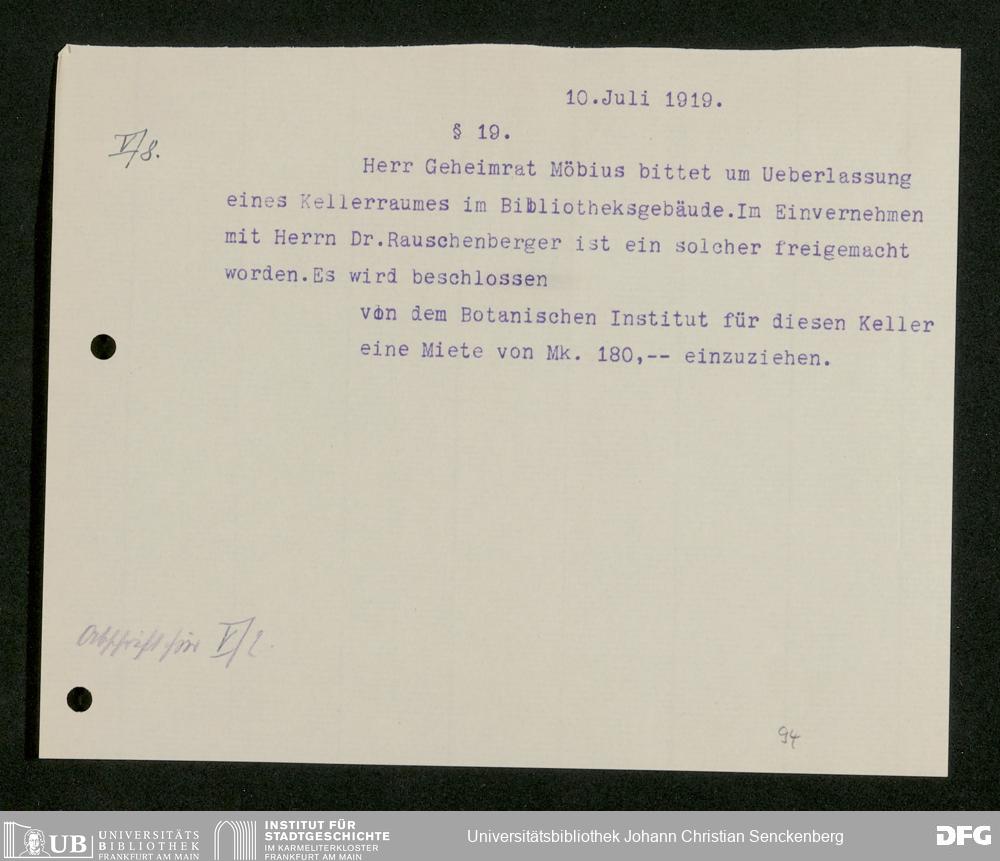 10.Juli 1919.
§ 19.
V/8.
Herr Geheimrat Möbius bittet um Ueberlassung
eines Kellerraumes im Bibliotheksgebäude.Im Einvernehmen
mit Herrn Dr.Rauschenberger ist ein solcher freigemacht
worden.Es wird beschlossen
von dem Botanischen Institut für diesen Keller
eine Miete von Mk. 180,-- einzuziehen.
Abschrift für V/2.
94
UB UNIVERSITÄTS
BIBLIOTHEK
FRANKFURT AM MAIN
INSTITUT FÜR
STADTGESCHICHTE
IM KARMELITERKLOSTER
FRANKFURT AM MAIN
Universitätsbibliothek Johann Christian Senckenberg
DFG